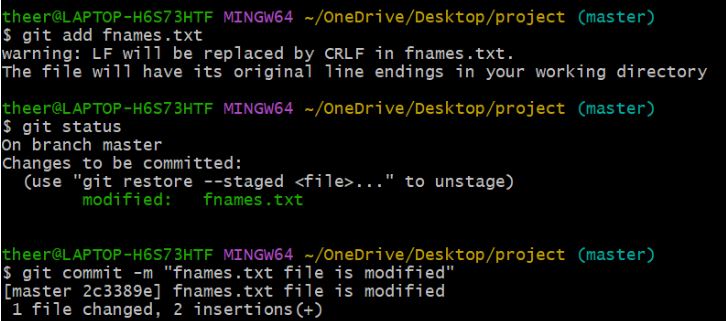 theer@LAPTOP-H6S73HTF MINGW64 ~/OneDrive/Desktop/project (master)
$ git add fnames.txt
warning: LF will be replaced by CRLF in fnames.txt.
The file will have its original line endings in your working directory
theer@LAPTOP-H6S73HTF MINGW64 ~/OneDrive/Desktop/project (master)
$ git status
On branch master
Changes to be committed:
  (use "git restore --staged <file>..." to unstage)
        modified:   fnames.txt
theer@LAPTOP-H6S73HTF MINGW64 ~/OneDrive/Desktop/project (master)
$ git commit -m "fnames.txt file is modified"
[master 2c3389e] fnames.txt file is modified
 1 file changed, 2 insertions(+)